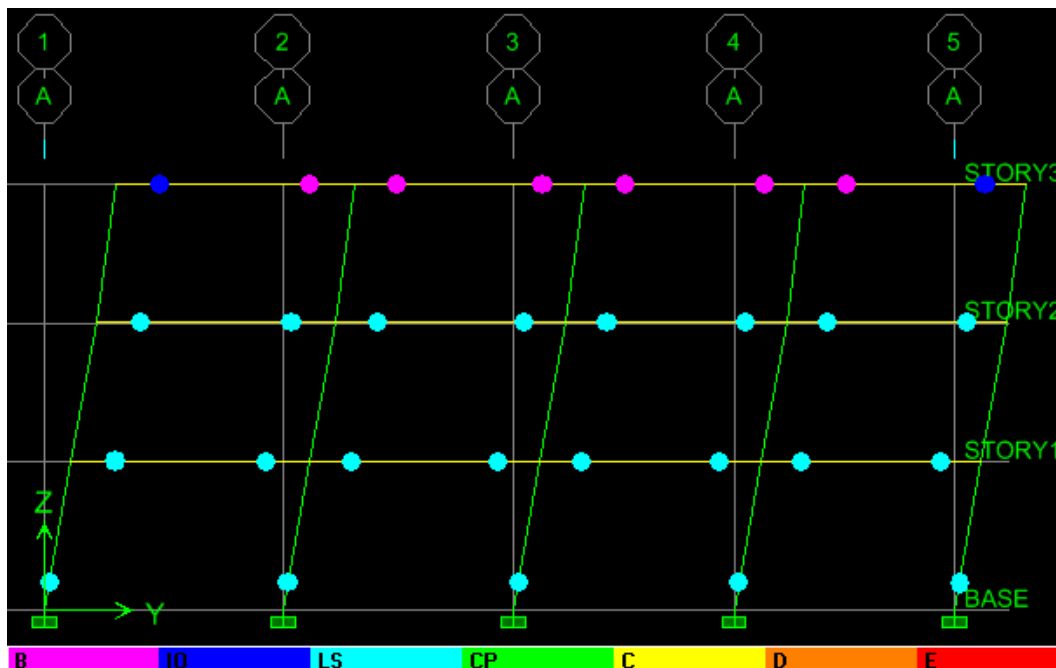 1 2 3 4 5
A A A A A
STORY3
STORY2
STORY1
Z
BASE
Y
B IO LS CP C D E